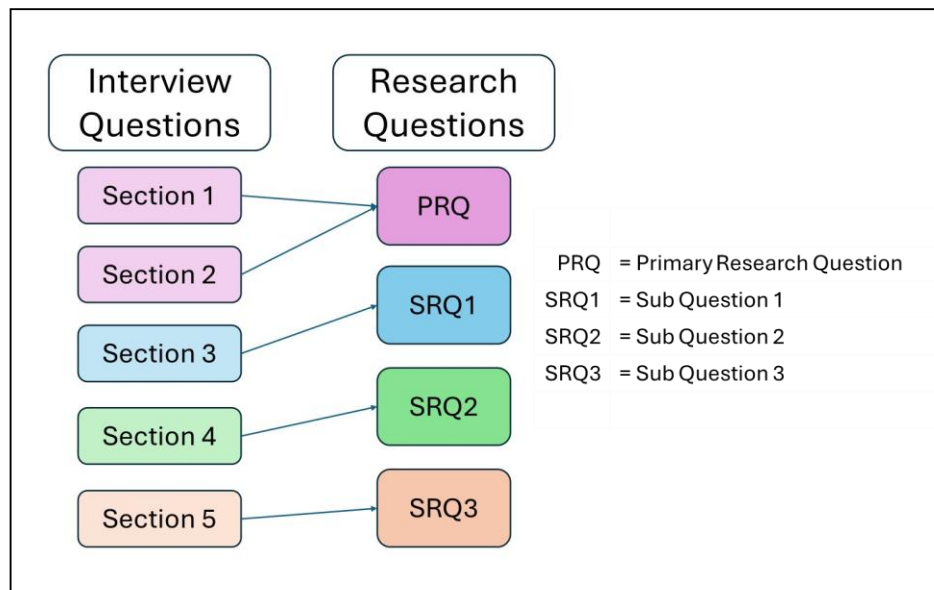 Interview
Questions
Research
Questions
Section 1
Section 2
Section 3
Section 4
Section 5
PRQ
SRQ1
SRQ2
SRQ3
PRQ = Primary Research Question
SRQ1 = Sub Question 1
SRQ2 = Sub Question 2
SRQ3 = Sub Question 3